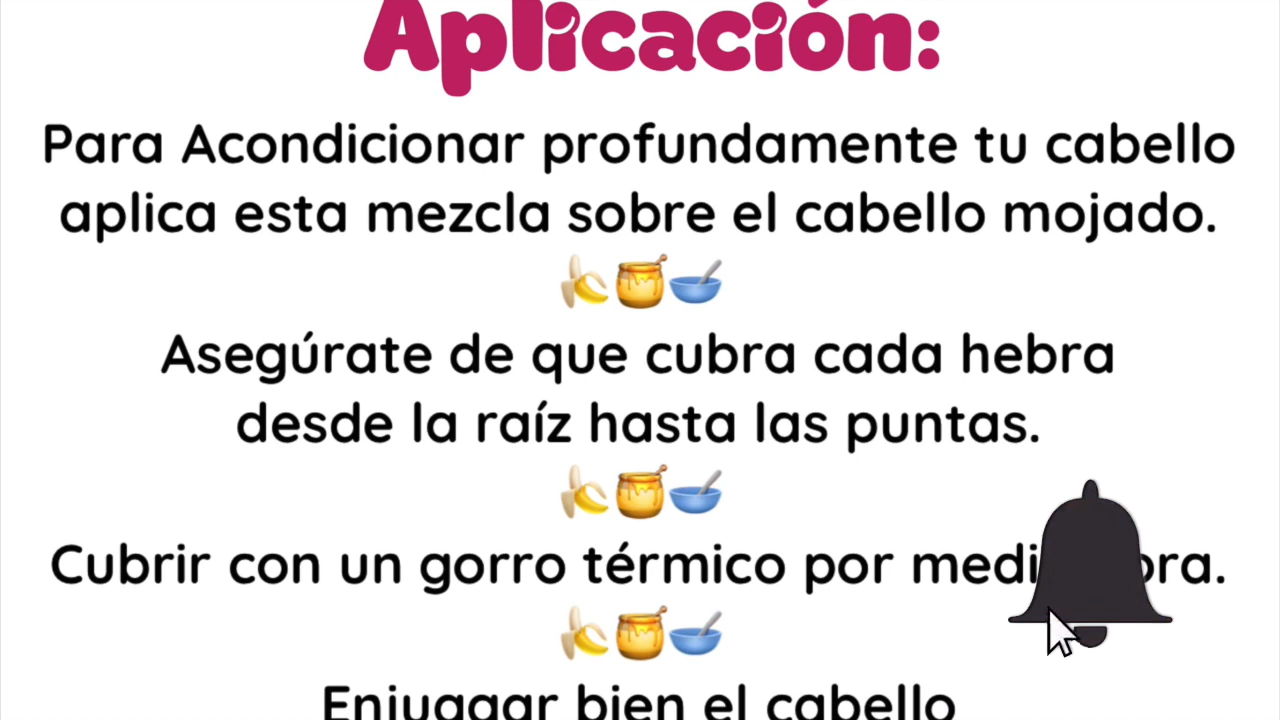 Aplicación:
Para Acondicionar profundamente tu cabello
aplica esta mezcla sobre el cabello mojado.
Asegúrate de que cubra cada hebra
desde la raíz hasta las puntas.
Cubrir con un gorro térmico por
Enjuagar bien el cabello